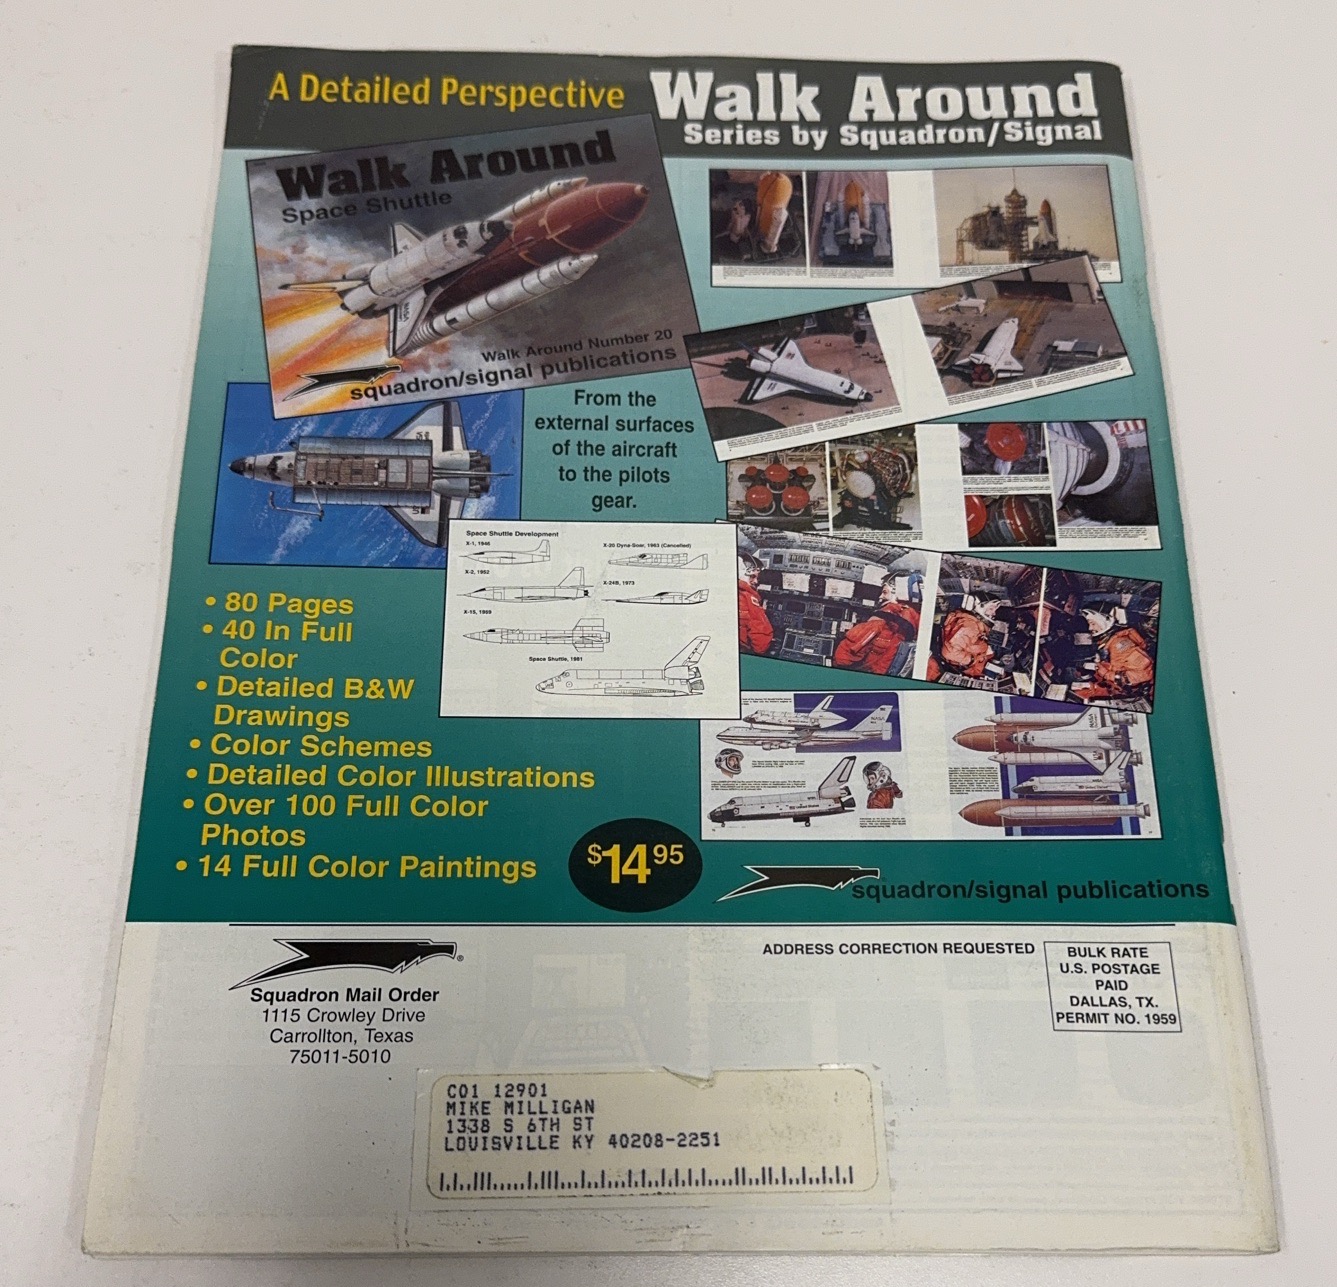 A Detailed Perspective
Walk Around
Series by Squadron/Signal
Walk Around
Space Shuttle
Walk Around Number 20
squadron/signal publications
From the
external surfaces
of the aircraft
to the pilots
gear.
Space Shuttle Development
X-1, 1946
X-20 Dyna-Soar, 1963 (Cancelled)
X-2, 1952
X-24B, 1973
X-15, 1969
Space Shuttle, 1981
• 80 Pages
• 40 In Full
Color
• Detailed B&W
Drawings
• Color Schemes
• Detailed Color Illustrations
• Over 100 Full Color
Photos
• 14 Full Color Paintings
$14 95
NASA
squadron/signal publications
Squadron Mail Order
1115 Crowley Drive
Carrollton, Texas
75011-5010
ADDRESS CORRECTION REQUESTED
BULK RATE
U.S. POSTAGE
PAID
DALLAS, TX.
PERMIT NO. 1959
C01 12901
MIKE MILLIGAN
1338 S 6TH ST
LOUISVILLE KY 40208-2251